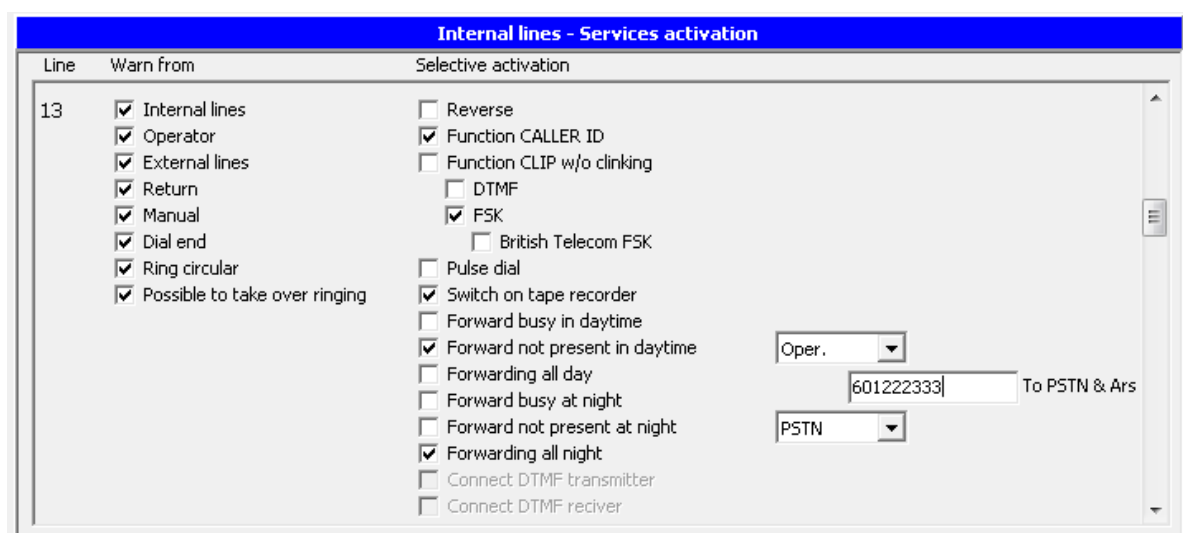 Internal lines - Services activation
Line Warn from Selective activation
13 Internal lines Reverse
Operator Function CALLER ID
External lines Function CLIP w/o clinking
Return DTMF
Manual FSK
Dial end British Telecom FSK
Ring circular Pulse dial
Possible to take over ringing Switch on tape recorder
Forward busy in daytime
Forward not present in daytime Oper.
Forwarding all day 601222333 To PSTN & Ars
Forward busy at night
Forward not present at night PSTN
Forwarding all night
Connect DTMF transmitter
Connect DTMF reciver